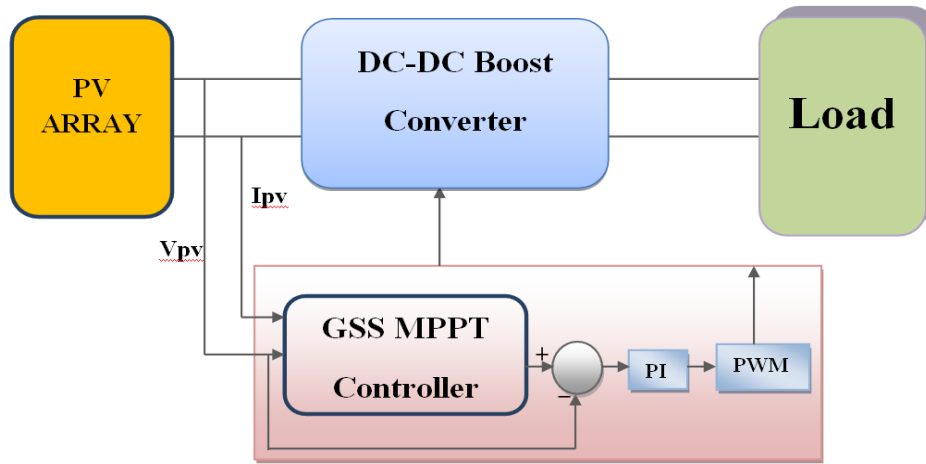 PV
ARRAY
DC-DC Boost
Converter
Load
Ipv
Vpv
GSS MPPT
Controller
+
−
PI
PWM